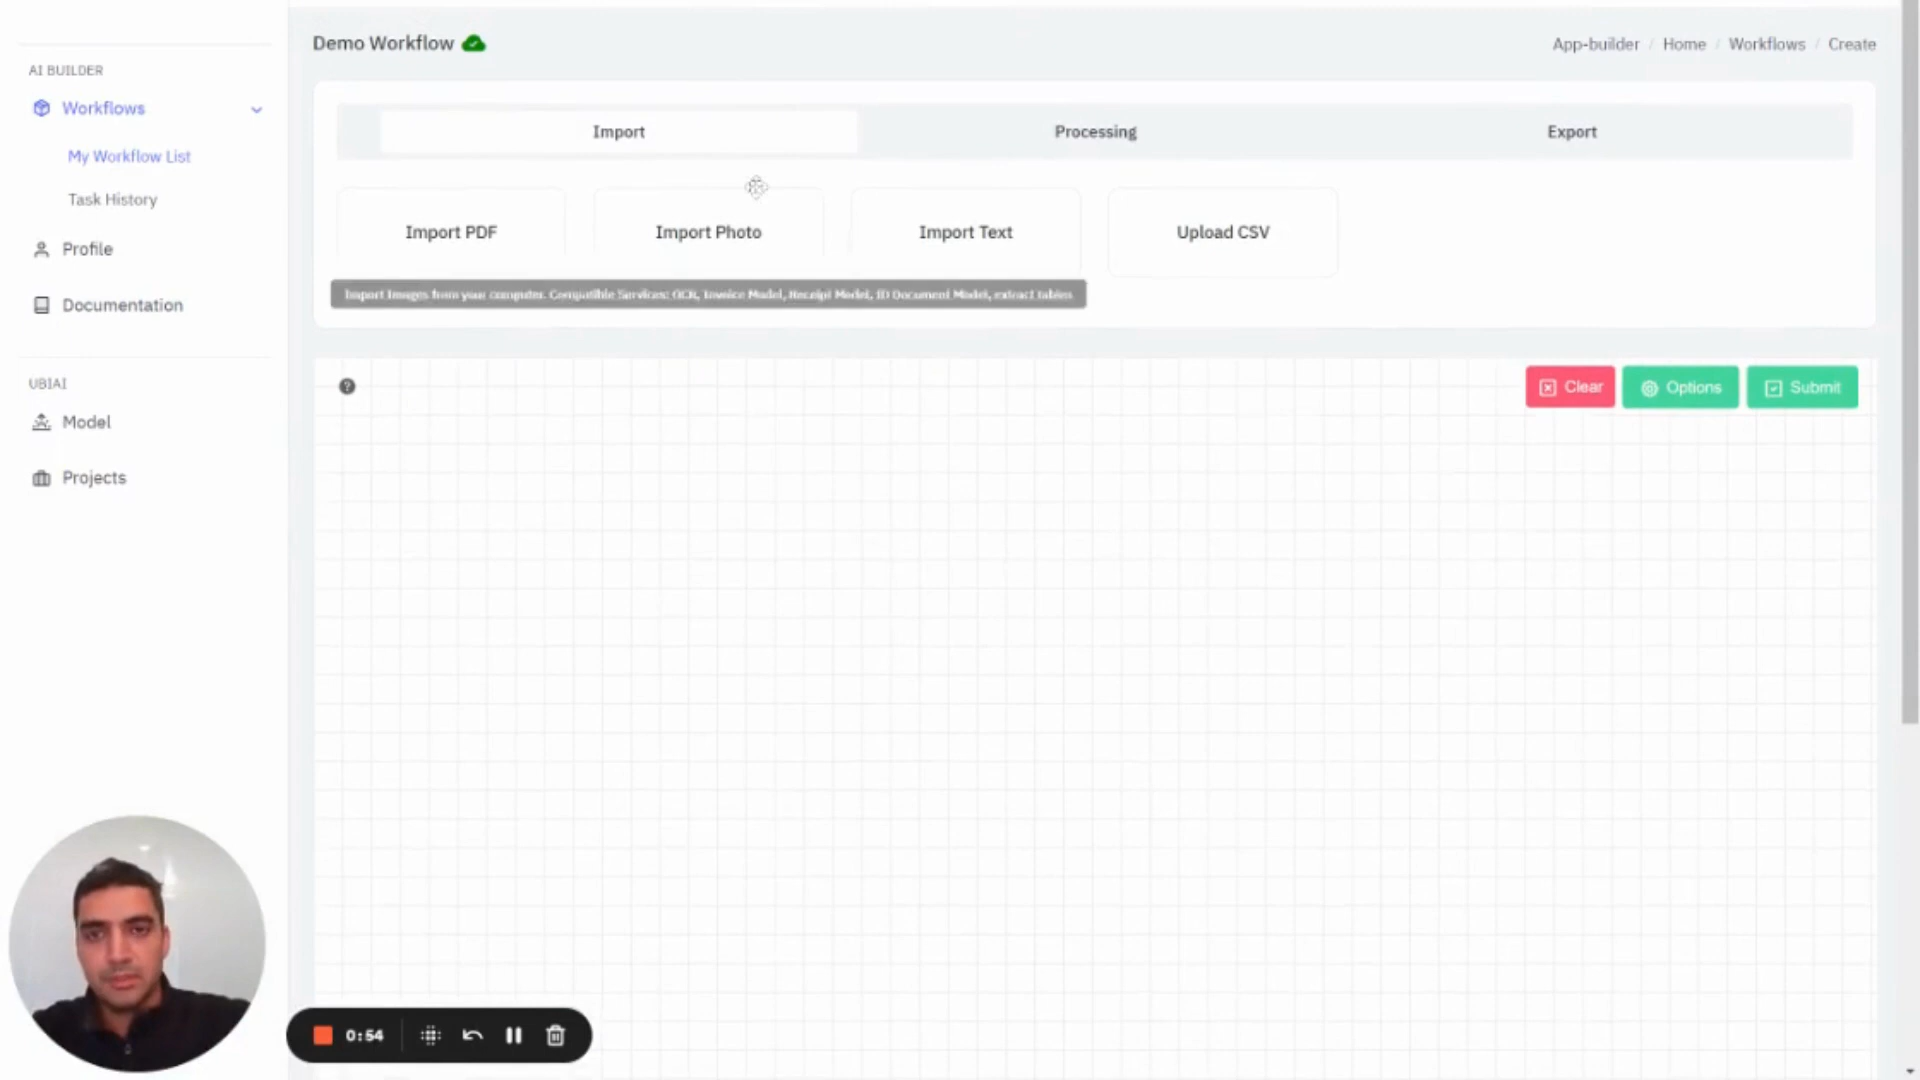 Demo Workflow
App-builder / Home / Workflows / Create
AI BUILDER
Workflows
My Workflow List
Task History
Profile
Documentation
UBIAI
Model
Projects
Import
Processing
Export
Import PDF
Import Photo
Import Text
Upload CSV
Import Images from your computer. Compatible Services: OCR, Invoice Model, Receipt Model, ID Document Model, extract tables
?
Clear
Options
Submit
0:54